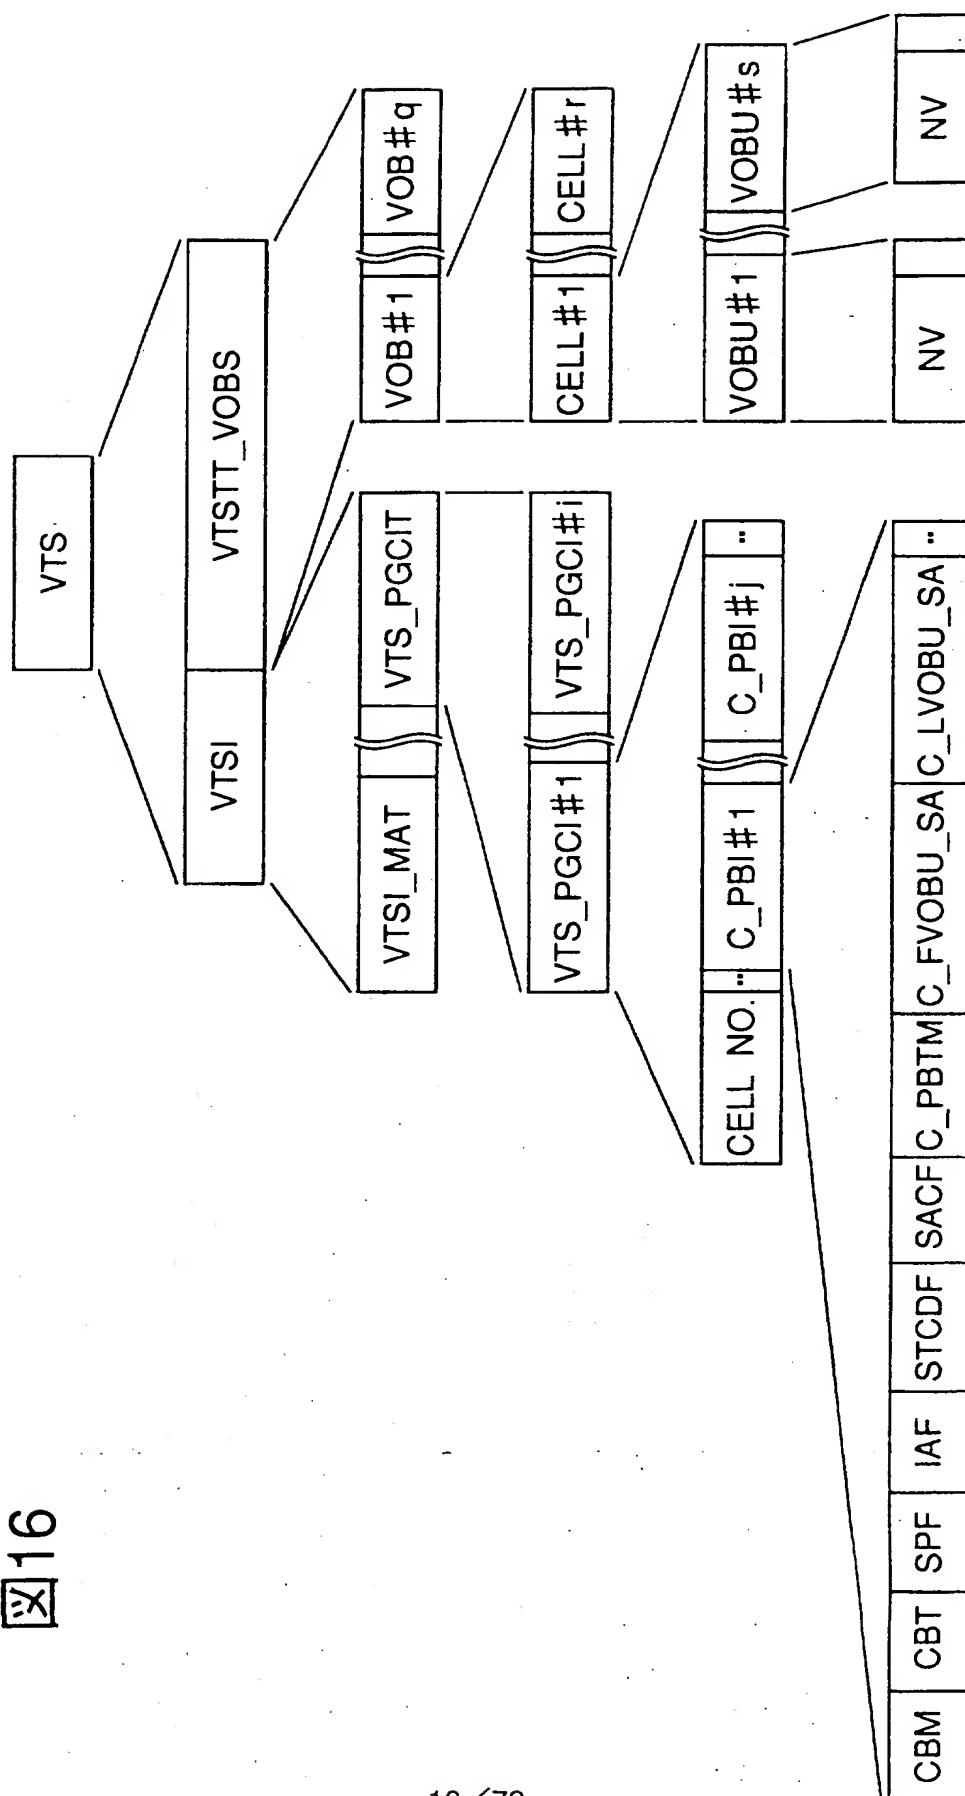 図16
VTS
VTSI VTSTT_VOBS
VTSI_MAT VTS_PGCIT VOB#1 VOB#q
VTS_PGCI#1 VTS_PGCI#i CELL#1 CELL#r
CELL NO. ‥ C_PBI#1 C_PBI#j ‥ VOBU#1 VOBU#s
CBM CBT SPF IAF STCDF SACF C_PBTM C_FVOBU_SA C_LVOBU_SA ‥ NV NV